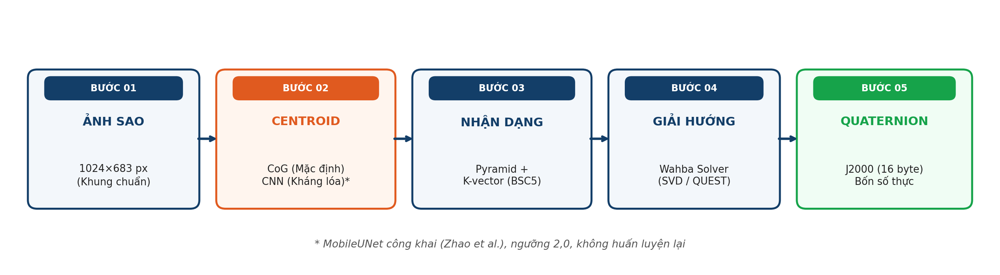 BƯỚC 01
ẢNH SAO
1024×683 px
(Khung chuẩn)
BƯỚC 02
CENTROID
CoG (Mặc định)
CNN (Kháng lóa)*
BƯỚC 03
NHẬN DẠNG
Pyramid +
K-vector (BSC5)
BƯỚC 04
GIẢI HƯỚNG
Wahba Solver
(SVD / QUEST)
BƯỚC 05
QUATERNION
J2000 (16 byte)
Bốn số thực
* MobileUNet công khai (Zhao et al.), ngưỡng 2,0, không huấn luyện lại